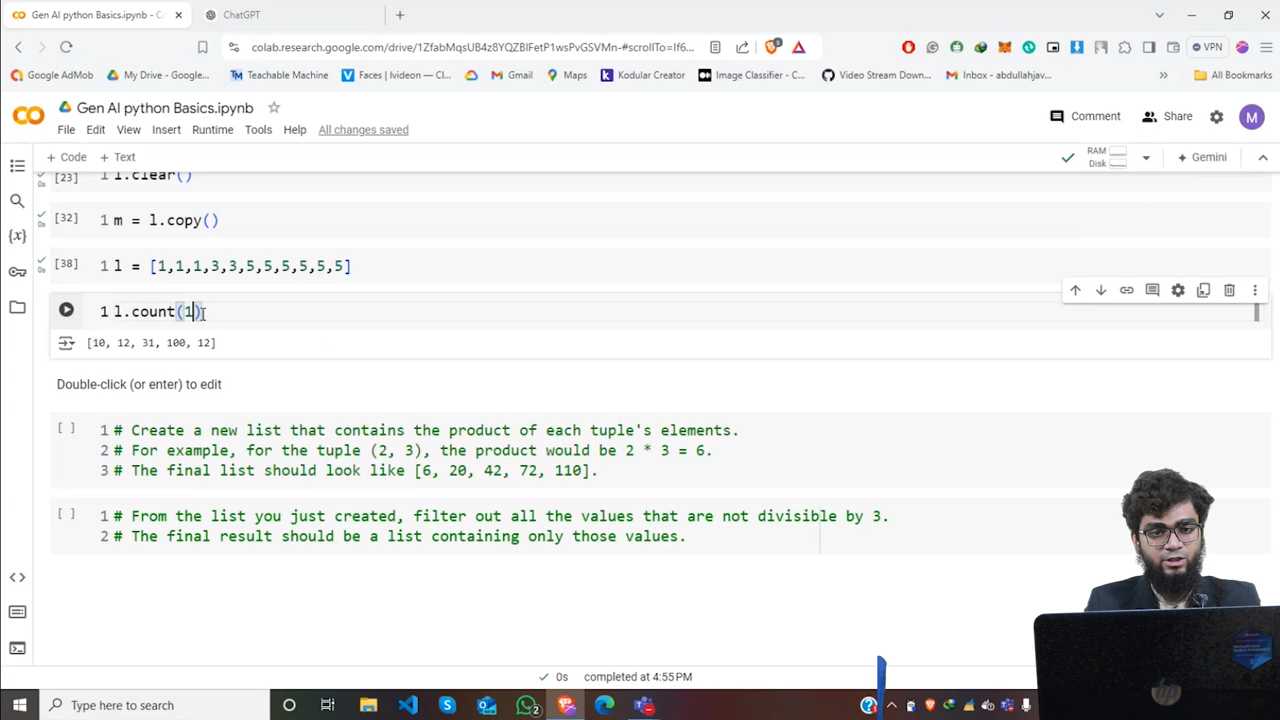 Gen AI python Basics.ipynb - Co
ChatGPT
colab.research.google.com/drive/1ZfabMqsUB4z8YQZBlFetP1wsPvGSVMn-#scrollTo=If6...
VPN
Google AdMob
My Drive - Google...
Teachable Machine
Faces | Ivideon — Cl...
Gmail
Maps
Kodular Creator
Image Classifier - C...
Video Stream Down...
Inbox - abdullahjav...
All Bookmarks
Gen AI python Basics.ipynb
File Edit View Insert Runtime Tools Help All changes saved
Comment
Share
M
+ Code + Text
RAM
Disk
Gemini
[23] 1 l.clear()
0s
[32] 1 m = l.copy()
0s
[38] 1 l = [1,1,1,3,3,5,5,5,5,5,5]
0s
1 l.count(1)
[10, 12, 31, 100, 12]
Double-click (or enter) to edit
[ ] 1 # Create a new list that contains the product of each tuple's elements.
2 # For example, for the tuple (2, 3), the product would be 2 * 3 = 6.
3 # The final list should look like [6, 20, 42, 72, 110].
[ ] 1 # From the list you just created, filter out all the values that are not divisible by 3.
2 # The final result should be a list containing only those values.
0s completed at 4:55 PM
Type here to search
2
hp